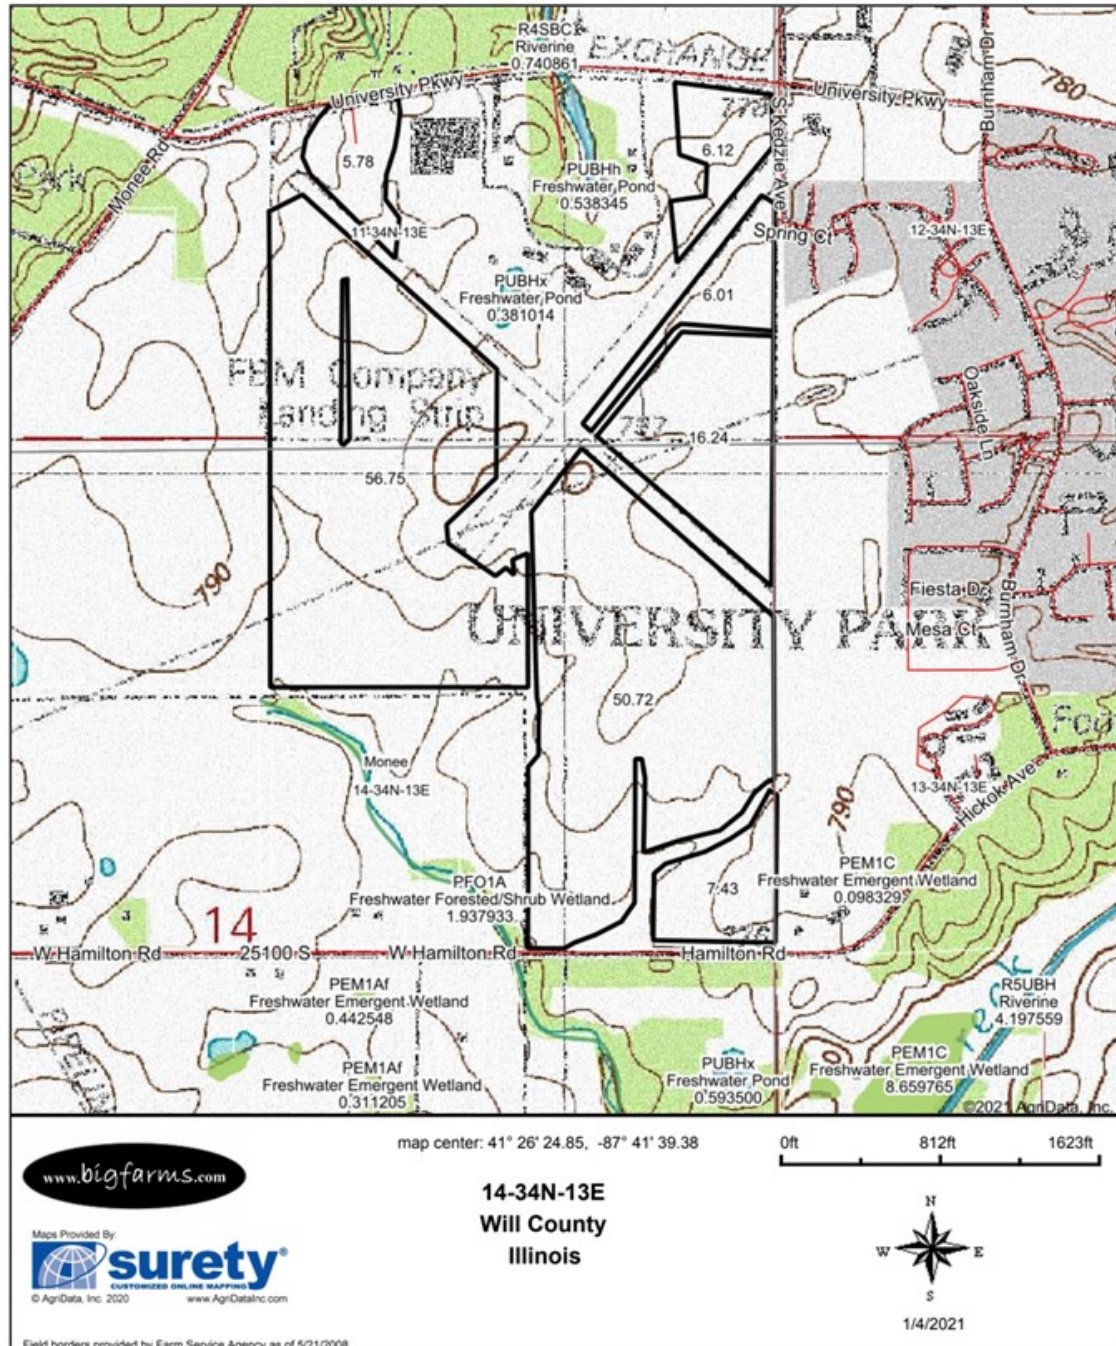 R4SBC
Riverine
0.740861
EXCHANGE
University Pkwy
University Pkwy
Burnham Dr
780
Monee Rd
Park
5.78
6.12
S Kedzie Ave
PUBHh
Freshwater Pond
0.538345
11-34N-13E
Spring Ct
12-34N-13E
PUBHx
Freshwater Pond
0.381014
6.01
FBM Company
Landing Strip
Oakside Ln
16.24
56.75
790
Fiesta Dr
Burnham Dr
UNIVERSITY PARK
Mesa Ct
50.72
Monee
14-34N-13E
13-34N-13E
790
Hickok Ave
PEM1C
Freshwater Emergent Wetland
0.098329
7.43
PFO1A
Freshwater Forested/Shrub Wetland
1.937933
14
W Hamilton Rd
25100 S
W Hamilton Rd
Hamilton Rd
PEM1Af
Freshwater Emergent Wetland
0.442548
R5UBH
Riverine
4.197559
PEM1Af
Freshwater Emergent Wetland
0.311205
PUBHx
Freshwater Pond
0.593500
PEM1C
Freshwater Emergent Wetland
8.659765
©2021 AgriData, Inc.
map center: 41° 26' 24.85, -87° 41' 39.38
0ft 812ft 1623ft
www.bigfarms.com
14-34N-13E
Will County
Illinois
Maps Provided By:
surety®
CUSTOMIZED ONLINE MAPPING
© AgriData, Inc. 2020 www.AgriDataInc.com
N
W E
S
1/4/2021
Field borders provided by Farm Service Agency as of 5/21/2008.